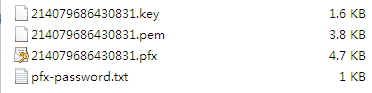 214079686430831.key 1.6 KB
214079686430831.pem 3.8 KB
214079686430831.pfx 4.7 KB
pfx-password.txt 1 KB